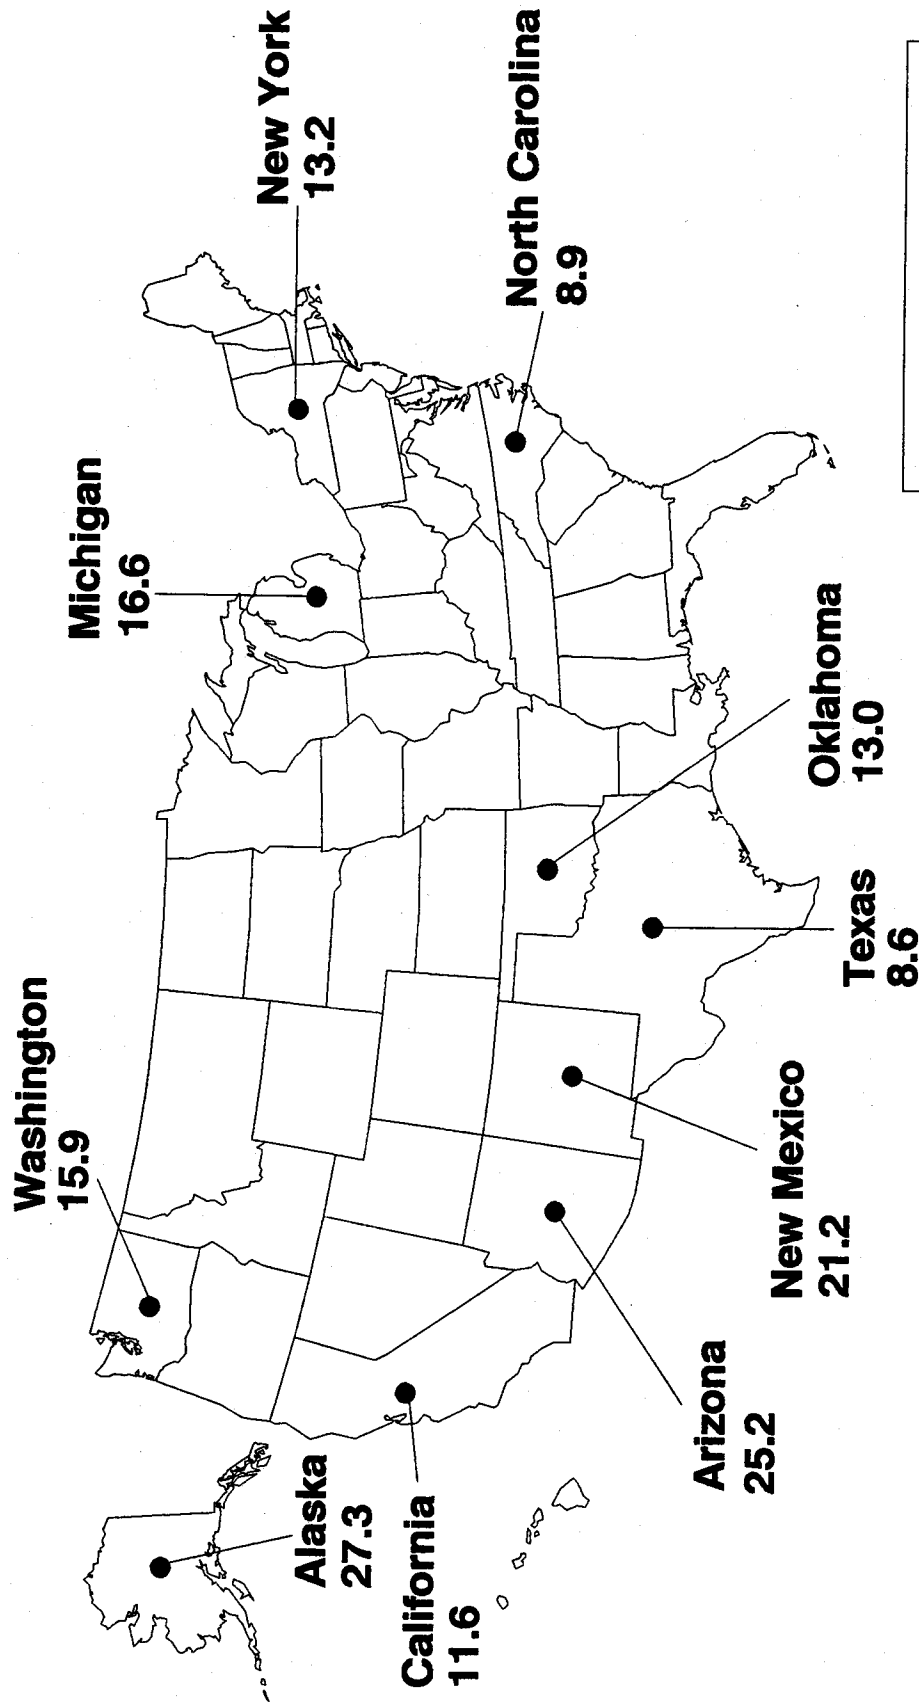 Washington
15.9
Michigan
16.6
New York
13.2
Alaska
27.3
California
11.6
North Carolina
8.9
Arizona
25.2
New Mexico
21.2
Texas
8.6
Oklahoma
13.0